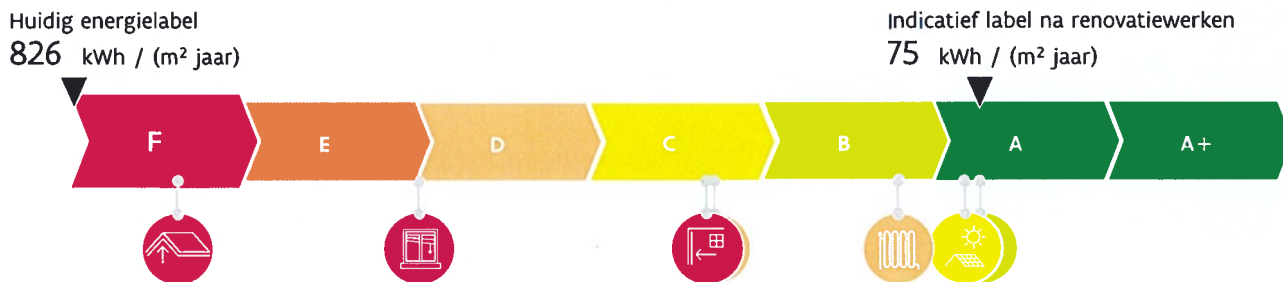 Huidig energielabel
826 kWh / (m² jaar)
Indicatief label na renovatiewerken
75 kWh / (m² jaar)
F
E
D
C
B
A
A+